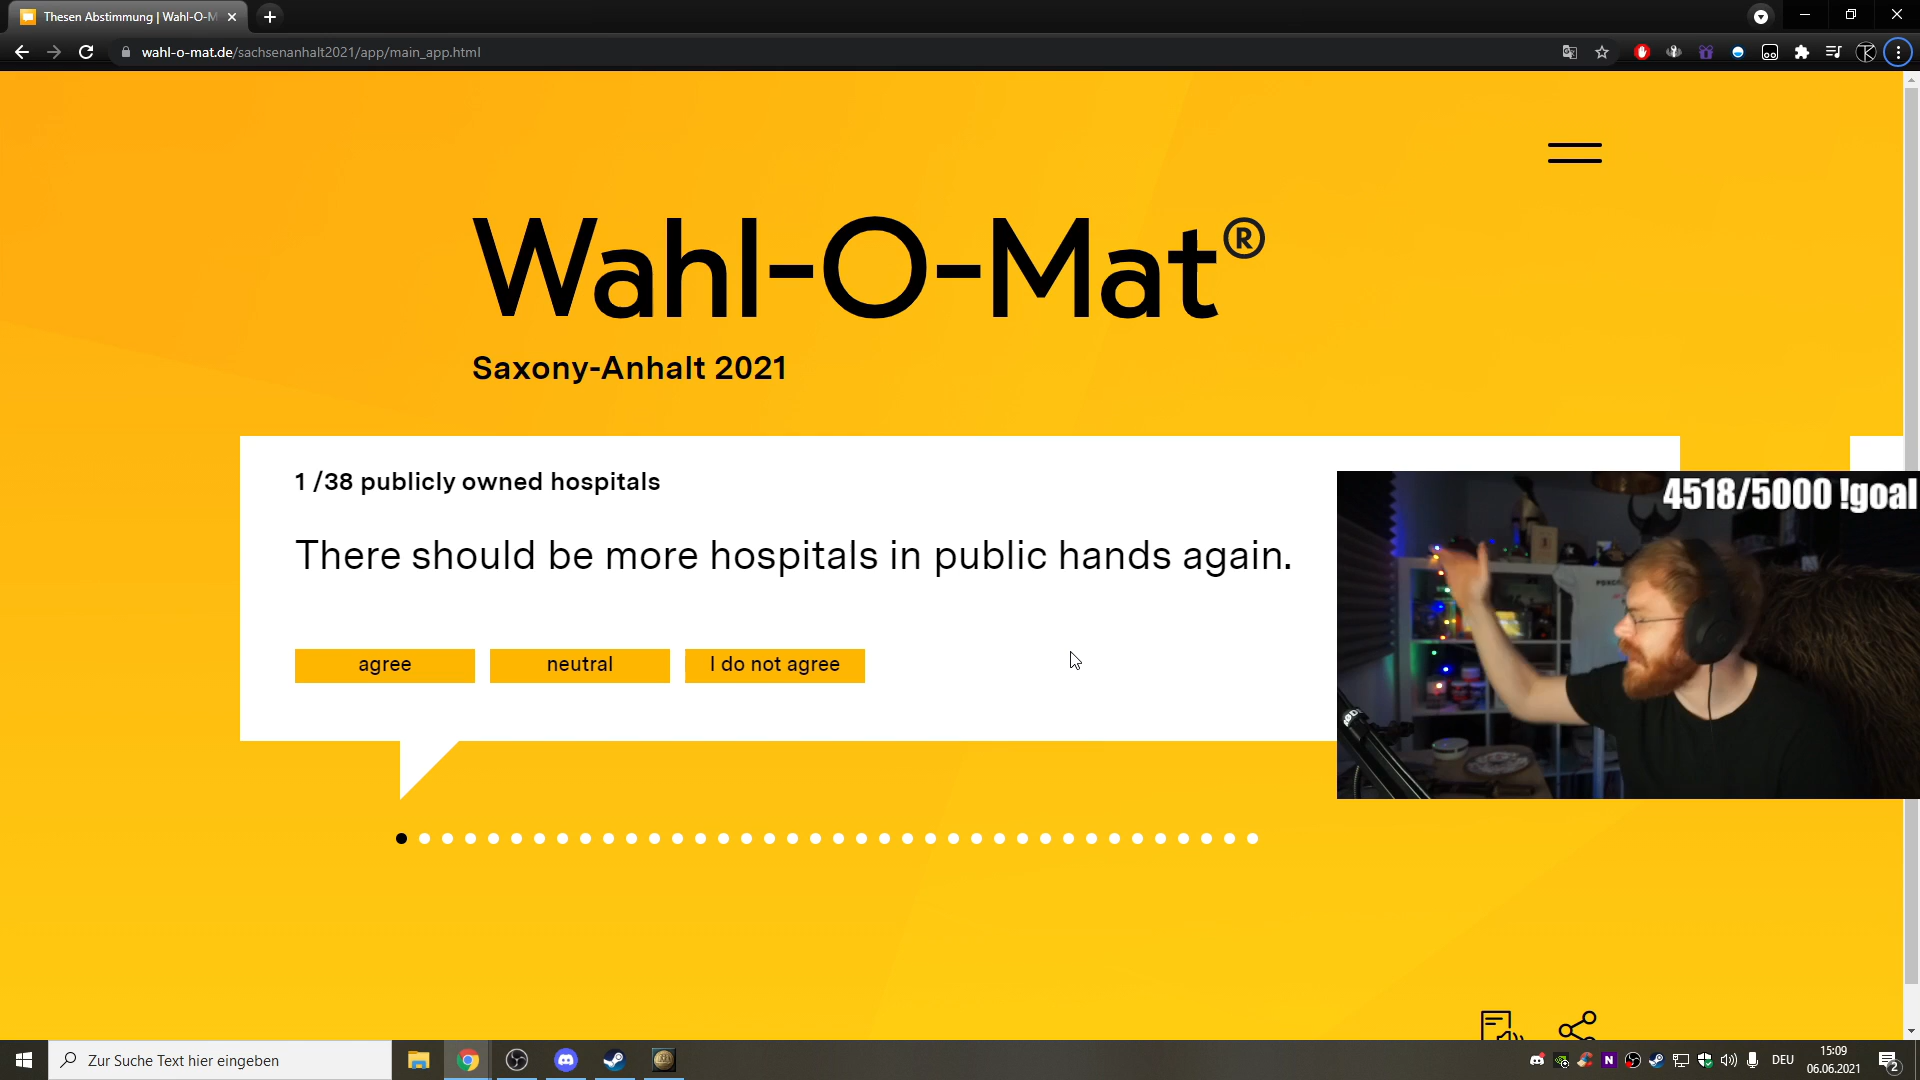 Thesen Abstimmung | Wahl-O-M
wahl-o-mat.de/sachsenanhalt2021/app/main_app.html
Wahl-O-Mat®
Saxony-Anhalt 2021
1 /38 publicly owned hospitals
There should be more hospitals in public hands again.
agree
neutral
I do not agree
4518/5000 !goal
Zur Suche Text hier eingeben
DEU
15:09
06.06.2021
2